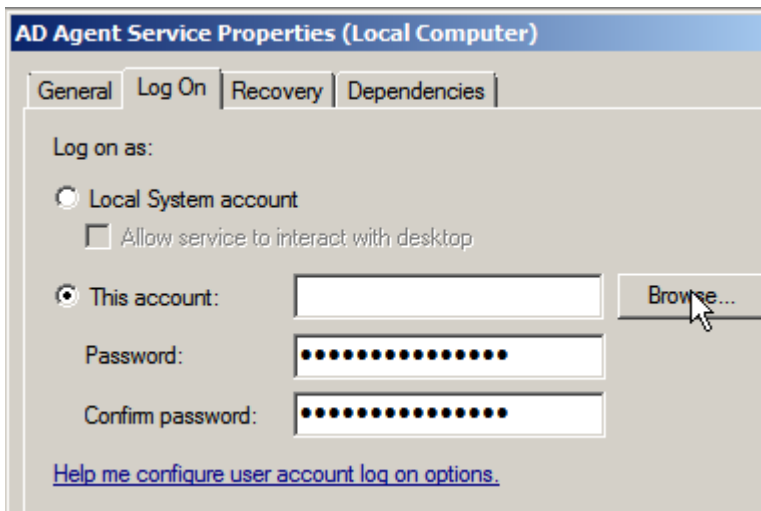 AD Agent Service Properties (Local Computer)
General Log On Recovery Dependencies
Log on as:
Local System account
Allow service to interact with desktop
This account: Browse...
Password: •••••••••••••••
Confirm password: •••••••••••••••
Help me configure user account log on options.